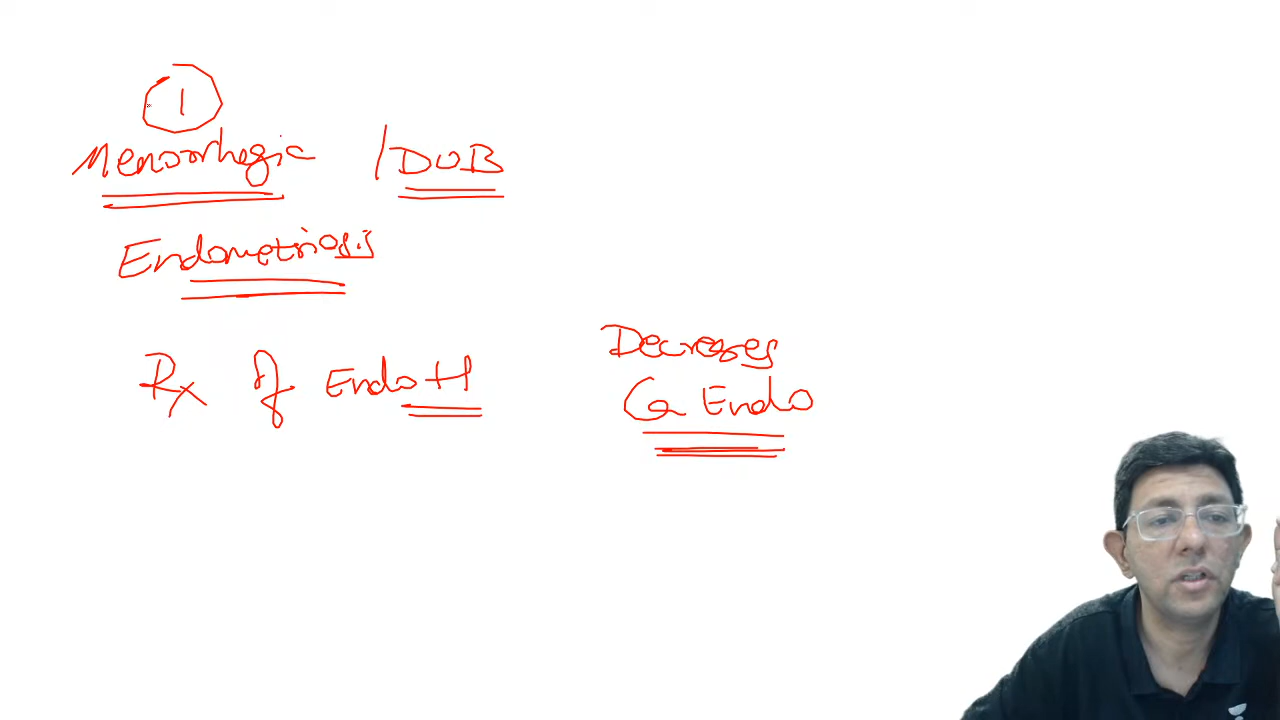 1
Menorrhagia / DUB
Endometriosis
Rx of Endo H
Decreases
Ca Endo